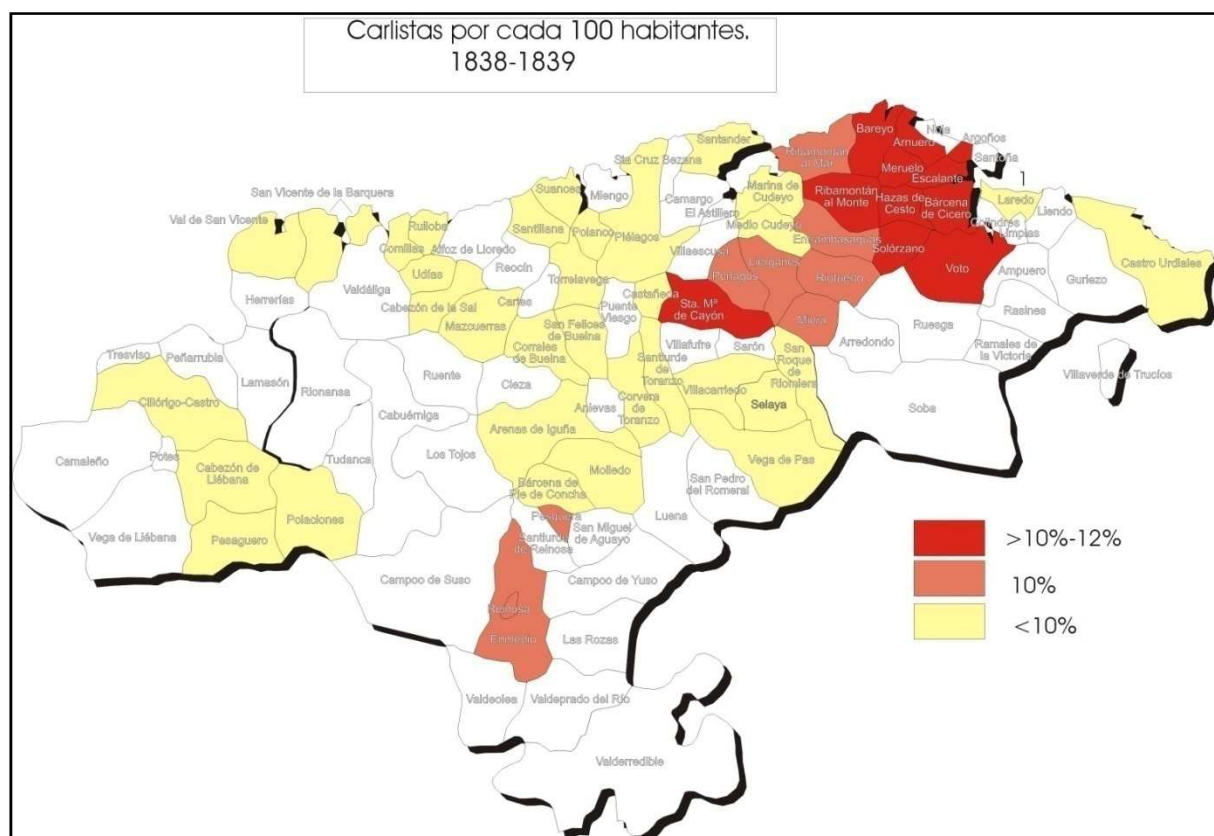 Carlistas por cada 100 habitantes.
1838-1839
Santander
Sta Cruz Bezana
Bareyo
Noja
Arnuero
Argoños
Ribamontán
al Mar
Santoña
Meruelo
Escalante
San Vicente de la Barquera
Suances
Miengo
Camargo
Marina de
Cudeyo
Ribamontán
al Monte
Hazas de
Cesto
Bárcena
de Cicero
1
Laredo
Liendo
Val de San Vicente
Ruiloba
El Astillero
Colindres
Limpias
Comillas
Alfoz de Lloredo
Santillana
Polanco
Piélagos
Medio Cudeyo
Entrambasaguas
Villaescusa
Solórzano
Voto
Castro Urdiales
Reocín
Liérganes
Udías
Torrelavega
Penagos
Riotuerto
Ampuero
Guriezo
Herrerías
Valdáliga
Cabezón de la Sal
Cartes
Castañeda
Puente
Viesgo
Sta. Mª
de Cayón
Rasines
Mazcuerras
San Felices
de Buelna
Miera
Ruesga
Corrales
de Buelna
Villafufre
Sarón
Arredondo
Ramales de
la Victoria
Tresviso
Peñarrubia
Santiurde
de
Toranzo
San
Roque
de
Riomiera
Lamasón
Rionansa
Ruente
Cieza
Villacarriedo
Villaverde de Trucíos
Cillórigo-Castro
Cabuérniga
Anievas
Corvera
de
Toranzo
Selaya
Soba
Arenas de Iguña
Camaleño
Potes
Cabezón de
Liébana
Tudanca
Los Tojos
Molledo
Vega de Pas
Bárcena de
Pie de Concha
San Pedro
del Romeral
Polaciones
Pesquera
Luena
Vega de Liébana
Pesaguero
Santiurde
de Reinosa
San Miguel
de Aguayo
>10%-12%
Campoo de Suso
Campoo de Yuso
10%
Reinosa
Enmedio
Las Rozas
<10%
Valdeolea
Valdeprado del Río
Valderredible